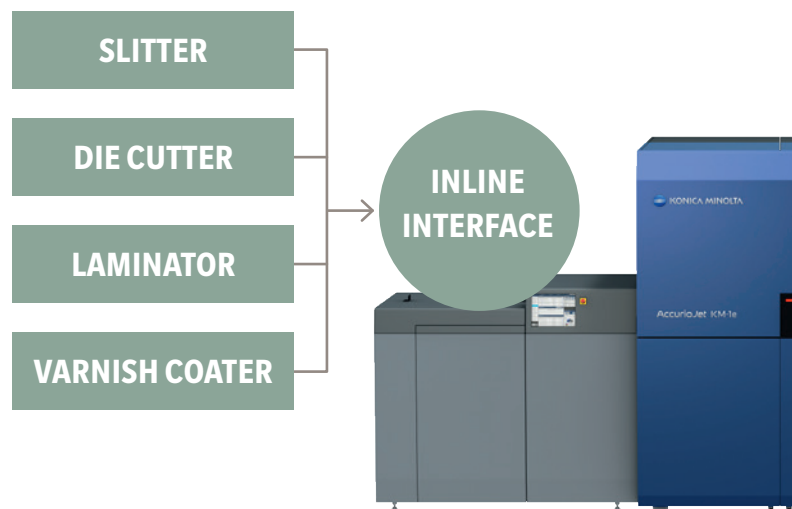 SLITTER
DIE CUTTER
LAMINATOR
VARNISH COATER
INLINE
INTERFACE
KONICA MINOLTA
AccurioJet KM-1e